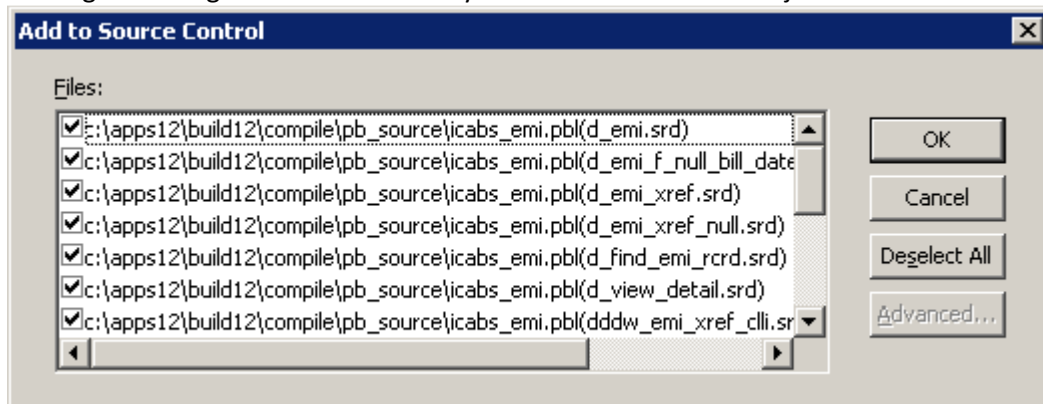 Add to Source Control
Files:
c:\apps12\build12\compile\pb_source\icabs_emi.pbl(d_emi.srd)
c:\apps12\build12\compile\pb_source\icabs_emi.pbl(d_emi_f_null_bill_date
c:\apps12\build12\compile\pb_source\icabs_emi.pbl(d_emi_xref.srd)
c:\apps12\build12\compile\pb_source\icabs_emi.pbl(d_emi_xref_null.srd)
c:\apps12\build12\compile\pb_source\icabs_emi.pbl(d_find_emi_rcrd.srd)
c:\apps12\build12\compile\pb_source\icabs_emi.pbl(d_view_detail.srd)
c:\apps12\build12\compile\pb_source\icabs_emi.pbl(dddw_emi_xref_clli.sr
OK
Cancel
Deselect All
Advanced...